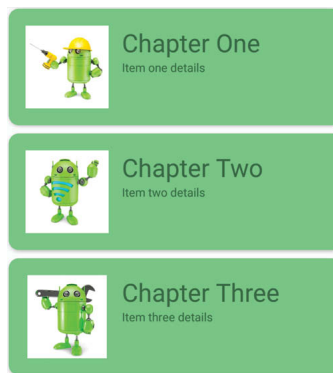 Chapter One
Item one details
Chapter Two
Item two details
Chapter Three
Item three details